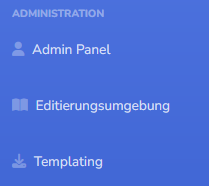 ADMINISTRATION
Admin Panel
Editierungsumgebung
Templating